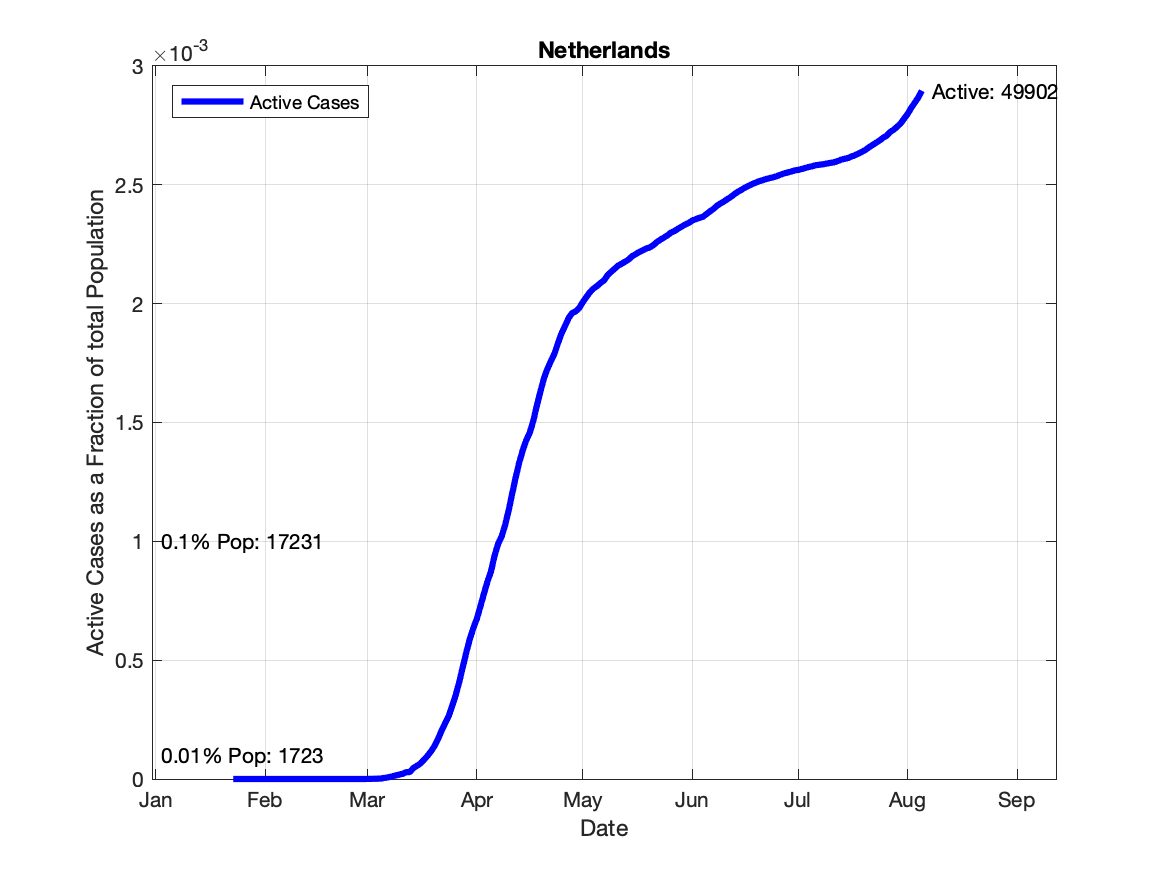 Netherlands
×10-3
3
Active Cases
Active: 49902
2.5
2
1.5
1
0.1% Pop: 17231
0.5
0.01% Pop: 1723
0
Jan Feb Mar Apr May Jun Jul Aug Sep
Date
Active Cases as a Fraction of total Population